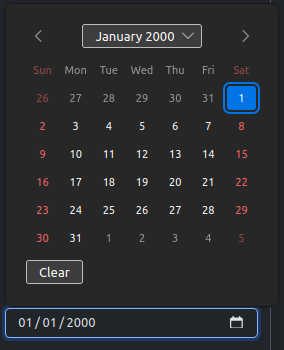 January 2000
Sun Mon Tue Wed Thu Fri Sat
26 27 28 29 30 31 1
2 3 4 5 6 7 8
9 10 11 12 13 14 15
16 17 18 19 20 21 22
23 24 25 26 27 28 29
30 31 1 2 3 4 5
Clear
01/01/2000